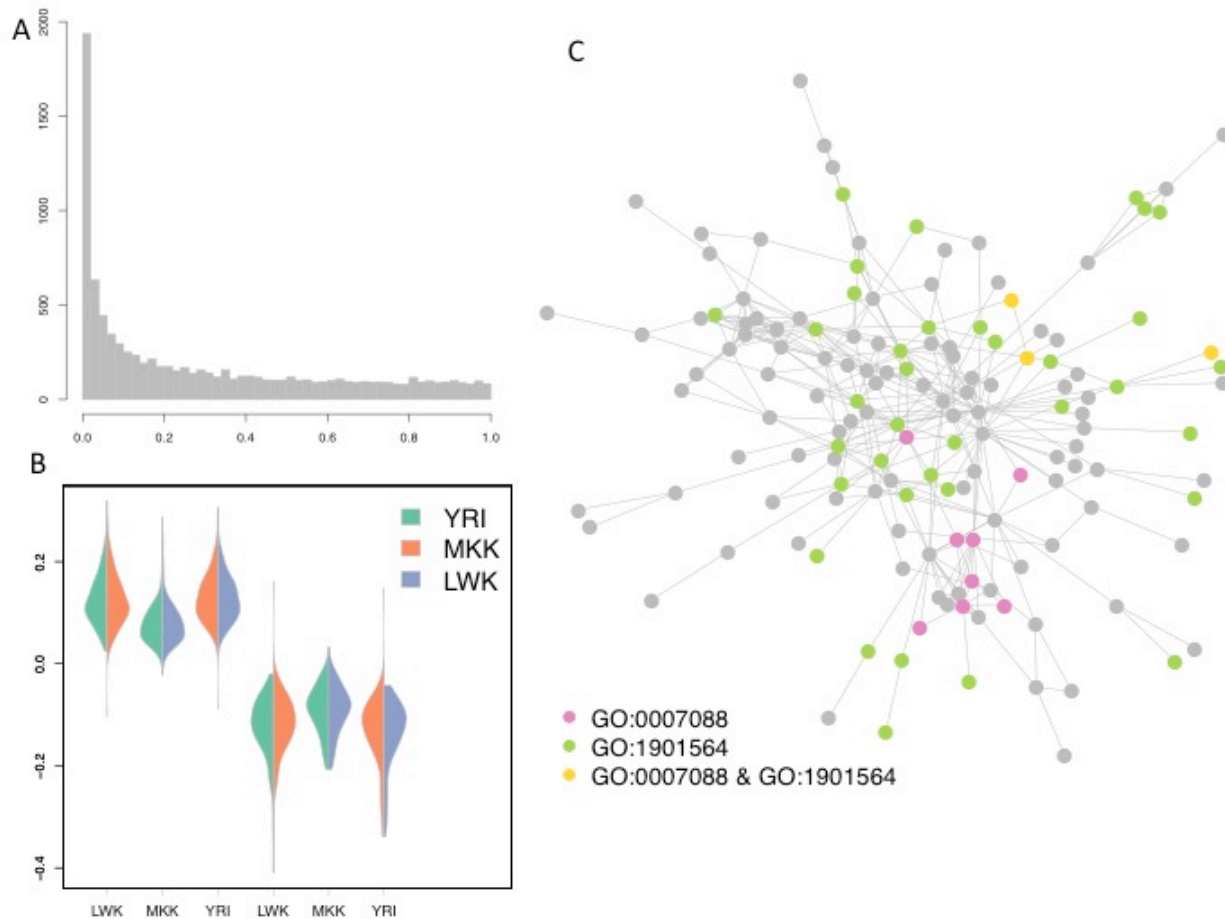 A
2000
1500
1000
500
0
0.0 0.2 0.4 0.6 0.8 1.0
B
YRI
MKK
LWK
0.2
0.0
−0.2
−0.4
LWK MKK YRI LWK MKK YRI
C
GO:0007088
GO:1901564
GO:0007088 & GO:1901564